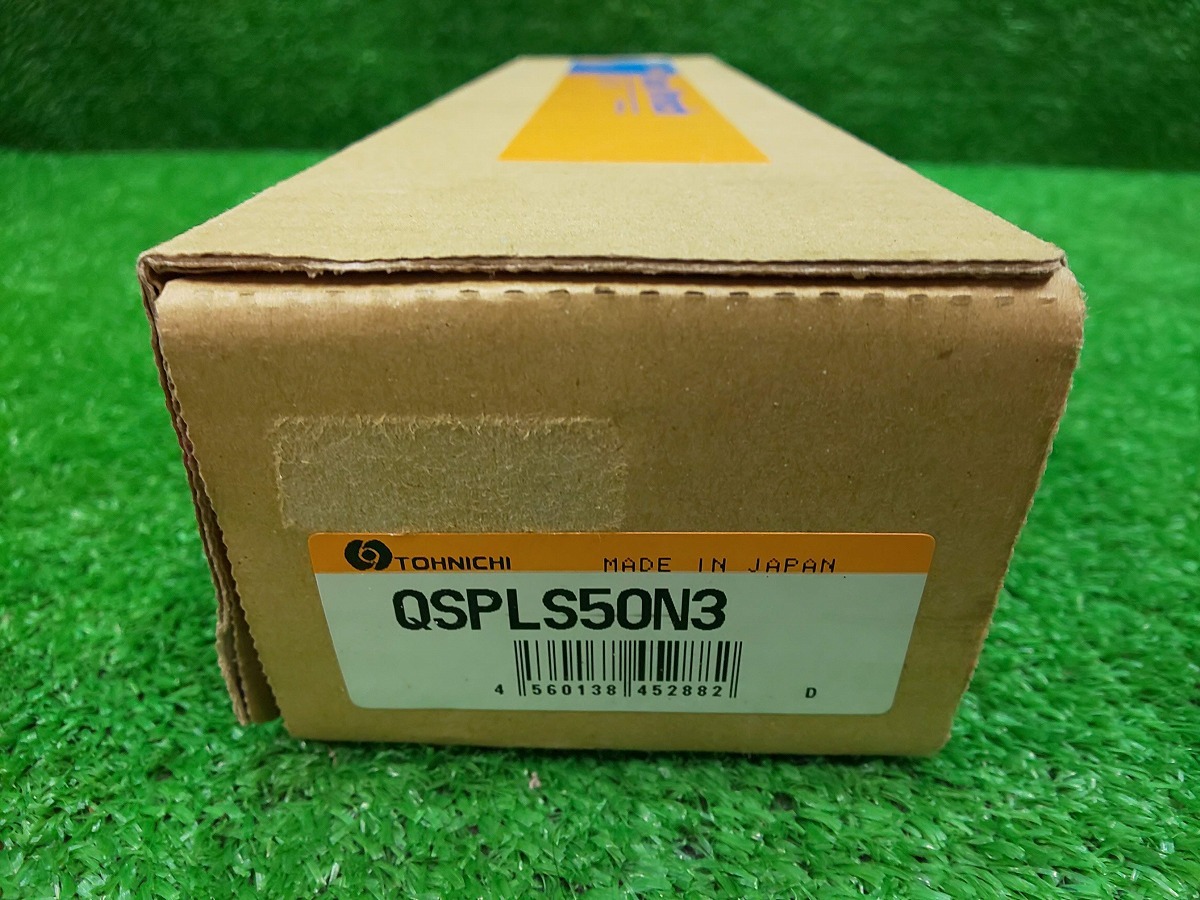 TOHNICHI MADE IN JAPAN
QSPLS50N3
4 560138 452882 D